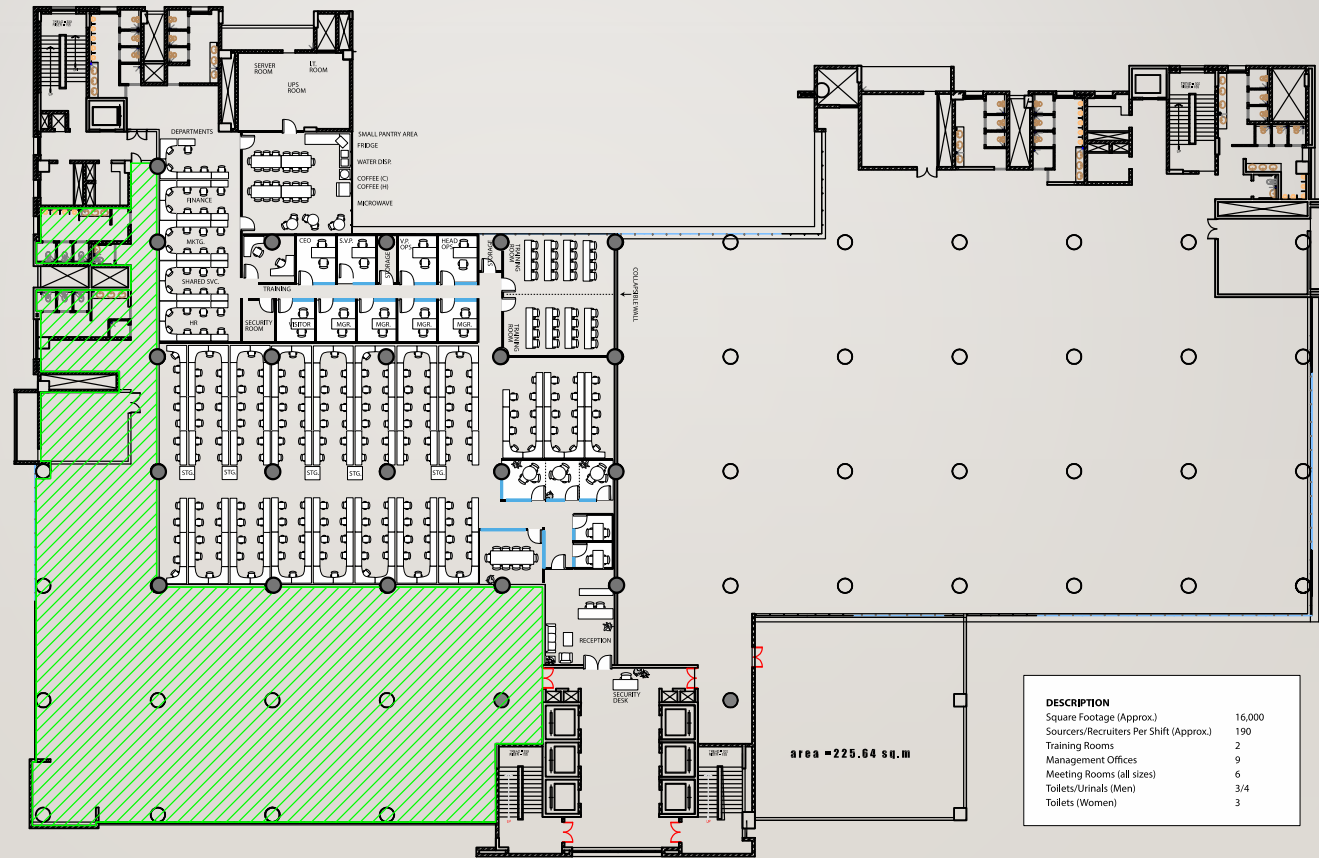 SERVER
ROOM
I.T.
ROOM
UPS
ROOM
DEPARTMENTS
SMALL PANTRY AREA
FRIDGE
WATER DISP.
COFFEE (C)
COFFEE (H)
MICROWAVE
FINANCE
MKTG.
SHARED SVC.
HR
CEO
S.V.P.
STORAGE
V.P.
OPS
HEAD
OPS
STORAGE
TRAINING
ROOM
TRAINING
SECURITY
ROOM
VISITOR
MGR.
MGR.
MGR.
MGR.
TRAINING
ROOM
COLLAPSIBLE WALL
STG.
STG.
STG.
STG.
STG.
RECEPTION
SECURITY
DESK
UP
UP
area =225.64 sq.m
DESCRIPTION
Square Footage (Approx.) 16,000
Sourcers/Recruiters Per Shift (Approx.) 190
Training Rooms 2
Management Offices 9
Meeting Rooms (all sizes) 6
Toilets/Urinals (Men) 3/4
Toilets (Women) 3